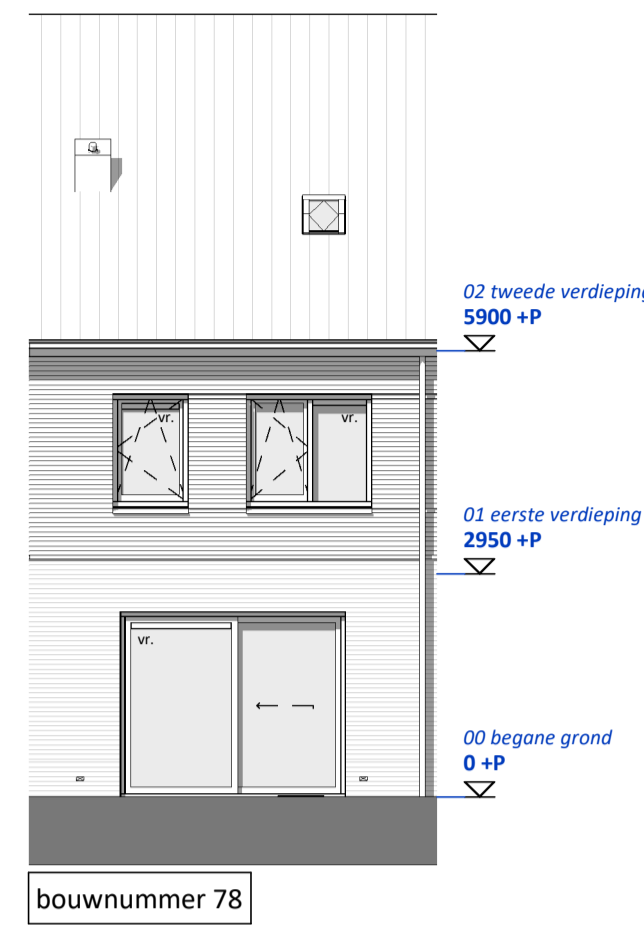 02 tweede verdieping
5900 +P
vr.
vr.
01 eerste verdieping
2950 +P
vr.
00 begane grond
0 +P
bouwnummer 78